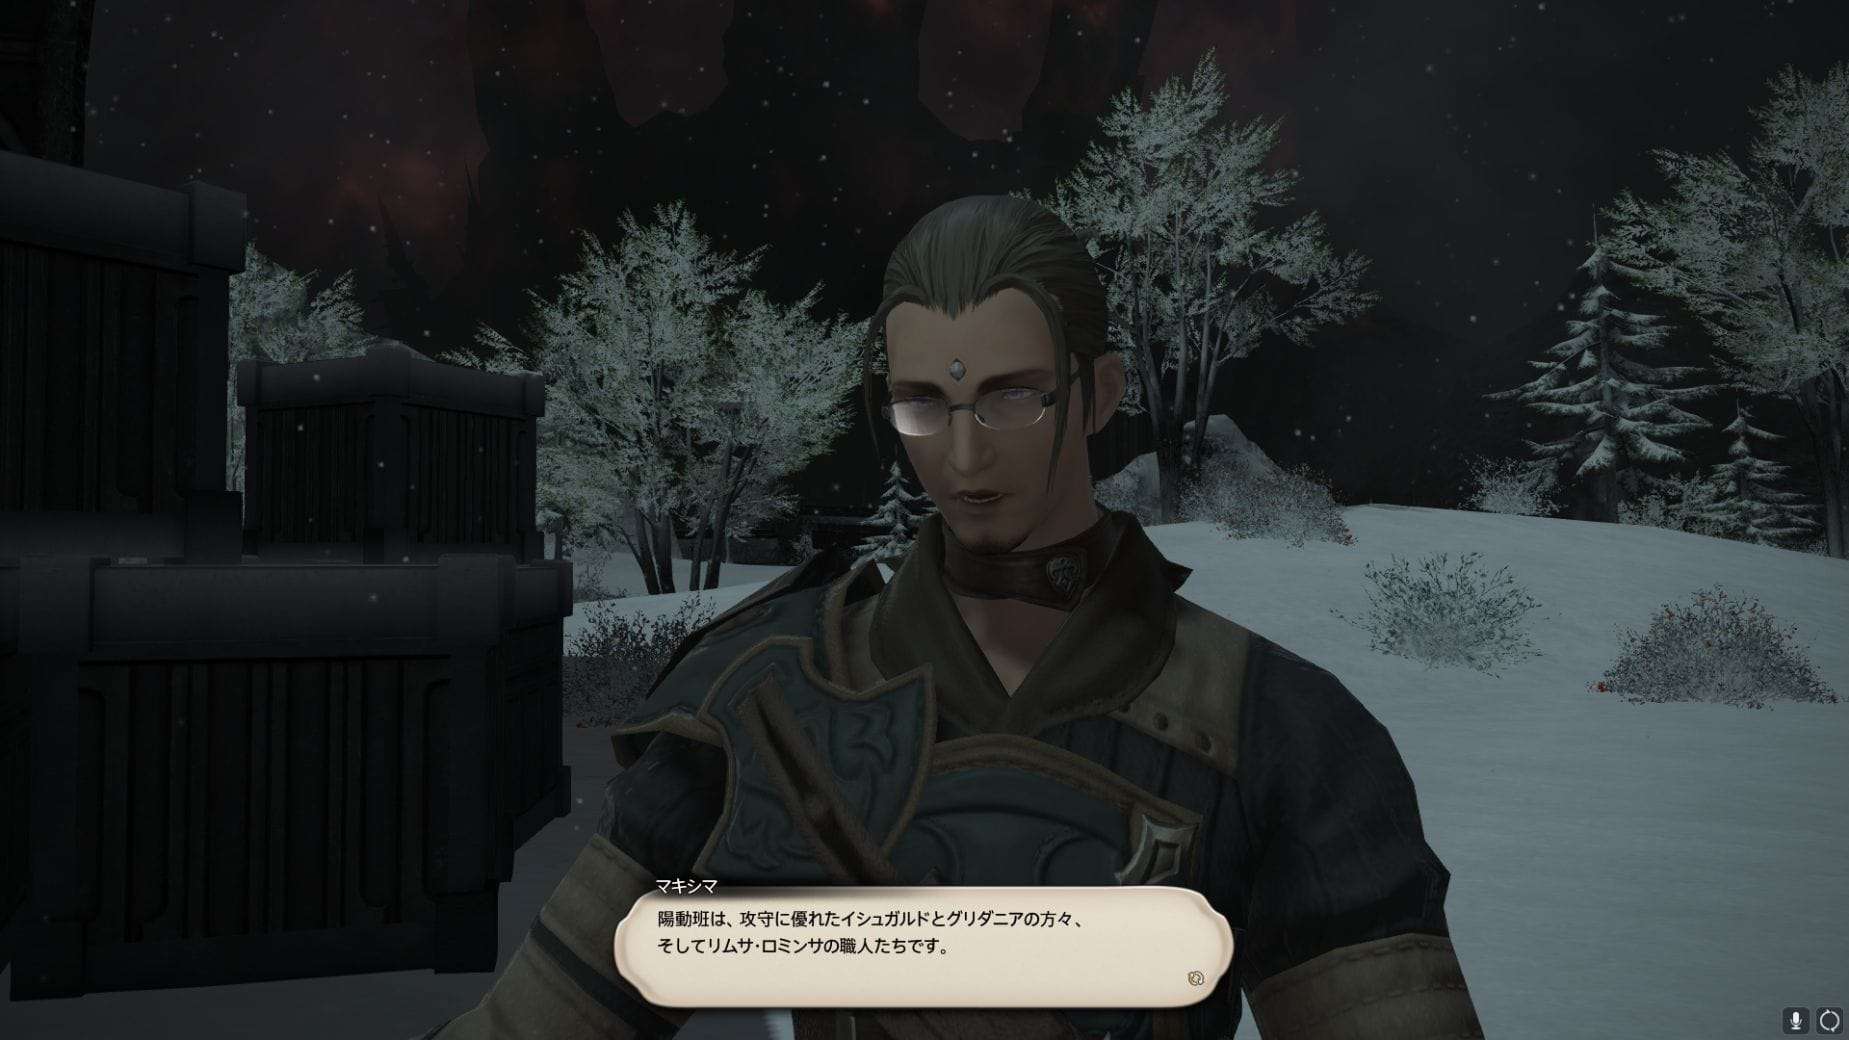 マキシマ
陽動班は、攻守に優れたイシュガルドとグリダニアの方々、
そしてリムサ・ロミンサの職人たちです。